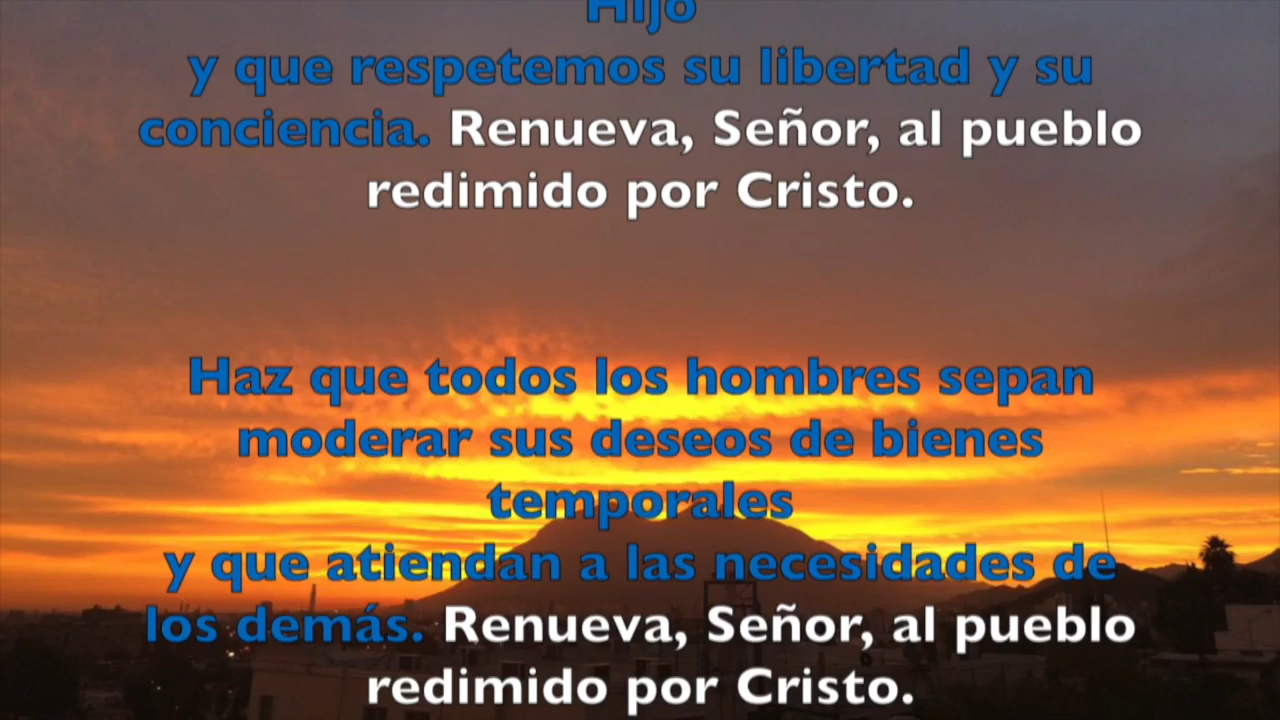 Hijo
y que respetemos su libertad y su
conciencia. Renueva, Señor, al pueblo
redimido por Cristo.
Haz que todos los hombres sepan
moderar sus deseos de bienes
temporales
y que atiendan a las necesidades de
los demás. Renueva, Señor, al pueblo
redimido por Cristo.